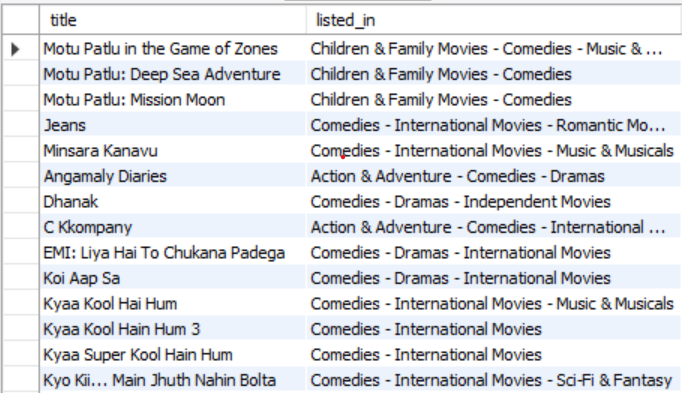 title listed_in
Motu Patlu in the Game of Zones Children & Family Movies - Comedies - Music & ...
Motu Patlu: Deep Sea Adventure Children & Family Movies - Comedies
Motu Patlu: Mission Moon Children & Family Movies - Comedies
Jeans Comedies - International Movies - Romantic Mo...
Minsara Kanavu Comedies - International Movies - Music & Musicals
Angamaly Diaries Action & Adventure - Comedies - Dramas
Dhanak Comedies - Dramas - Independent Movies
C Kkompany Action & Adventure - Comedies - International ...
EMI: Liya Hai To Chukana Padega Comedies - Dramas - International Movies
Koi Aap Sa Comedies - Dramas - International Movies
Kyaa Kool Hai Hum Comedies - International Movies - Music & Musicals
Kyaa Kool Hain Hum 3 Comedies - International Movies
Kyaa Super Kool Hain Hum Comedies - International Movies
Kyo Kii... Main Jhuth Nahin Bolta Comedies - International Movies - Sci-Fi & Fantasy